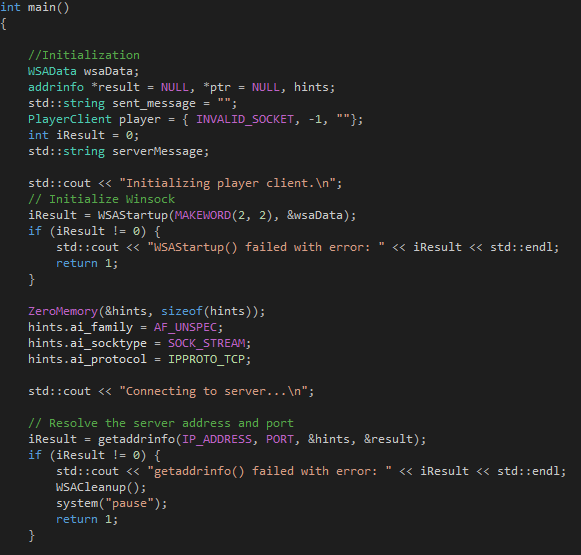 int main()
{
//Initialization
WSAData wsaData;
addrinfo *result = NULL, *ptr = NULL, hints;
std::string sent_message = "";
PlayerClient player = { INVALID_SOCKET, -1, ""};
int iResult = 0;
std::string serverMessage;
std::cout << "Initializing player client.\n";
// Initialize Winsock
iResult = WSAStartup(MAKEWORD(2, 2), &wsaData);
if (iResult != 0) {
std::cout << "WSAStartup() failed with error: " << iResult << std::endl;
return 1;
}
ZeroMemory(&hints, sizeof(hints));
hints.ai_family = AF_UNSPEC;
hints.ai_socktype = SOCK_STREAM;
hints.ai_protocol = IPPROTO_TCP;
std::cout << "Connecting to server...\n";
// Resolve the server address and port
iResult = getaddrinfo(IP_ADDRESS, PORT, &hints, &result);
if (iResult != 0) {
std::cout << "getaddrinfo() failed with error: " << iResult << std::endl;
WSACleanup();
system("pause");
return 1;
}